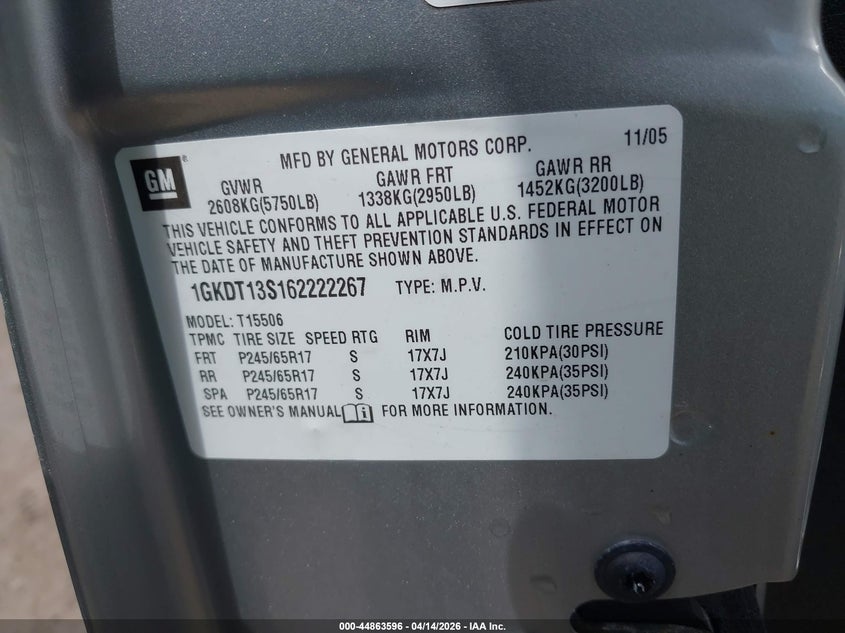 GM
®
MFD BY GENERAL MOTORS CORP.
11/05
GVWR GAWR FRT GAWR RR
2608KG(5750LB) 1338KG(2950LB) 1452KG(3200LB)
THIS VEHICLE CONFORMS TO ALL APPLICABLE U.S. FEDERAL MOTOR
VEHICLE SAFETY AND THEFT PREVENTION STANDARDS IN EFFECT ON
THE DATE OF MANUFACTURE SHOWN ABOVE.
1GKDT13S162222267 TYPE: M.P.V.
MODEL: T15506
TPMC TIRE SIZE SPEED RTG RIM COLD TIRE PRESSURE
FRT P245/65R17 S 17X7J 210KPA(30PSI)
RR P245/65R17 S 17X7J 240KPA(35PSI)
SPA P245/65R17 S 17X7J 240KPA(35PSI)
SEE OWNER'S MANUAL i FOR MORE INFORMATION.
000-44863596 - 04/14/2026 - IAA Inc.